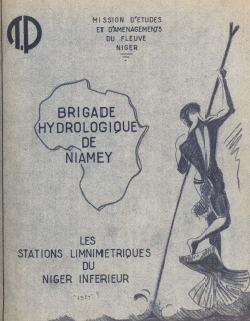 T.P
MISSION D'ETUDES
ET D'AMENAGEMENTS
DU FLEUVE
NIGER
BRIGADE
HYDROLOGIQUE
DE
NIAMEY
LES
STATIONS LIMNIMETRIQUES
DU
NIGER INFERIEUR